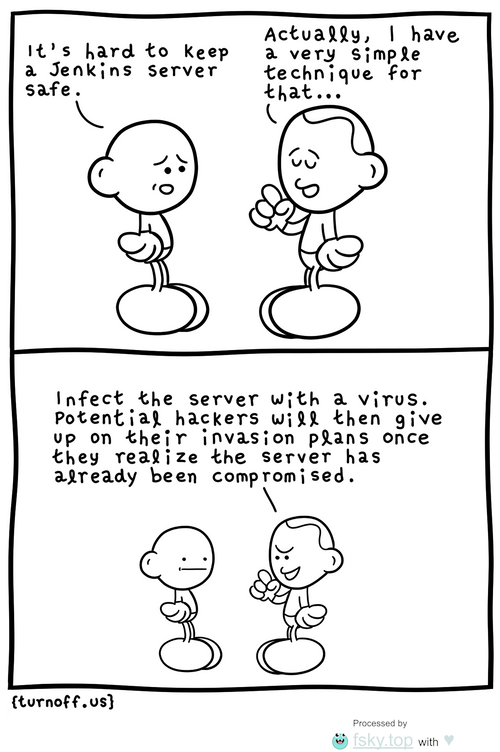 It's hard to keep
a Jenkins server
safe.
Actually, I have
a very simple
technique for
that...
Infect the server with a virus.
Potential hackers will then give
up on their invasion plans once
they realize the server has
already been compromised.
{turnoff.us}
Processed by
fsky.top with ♥